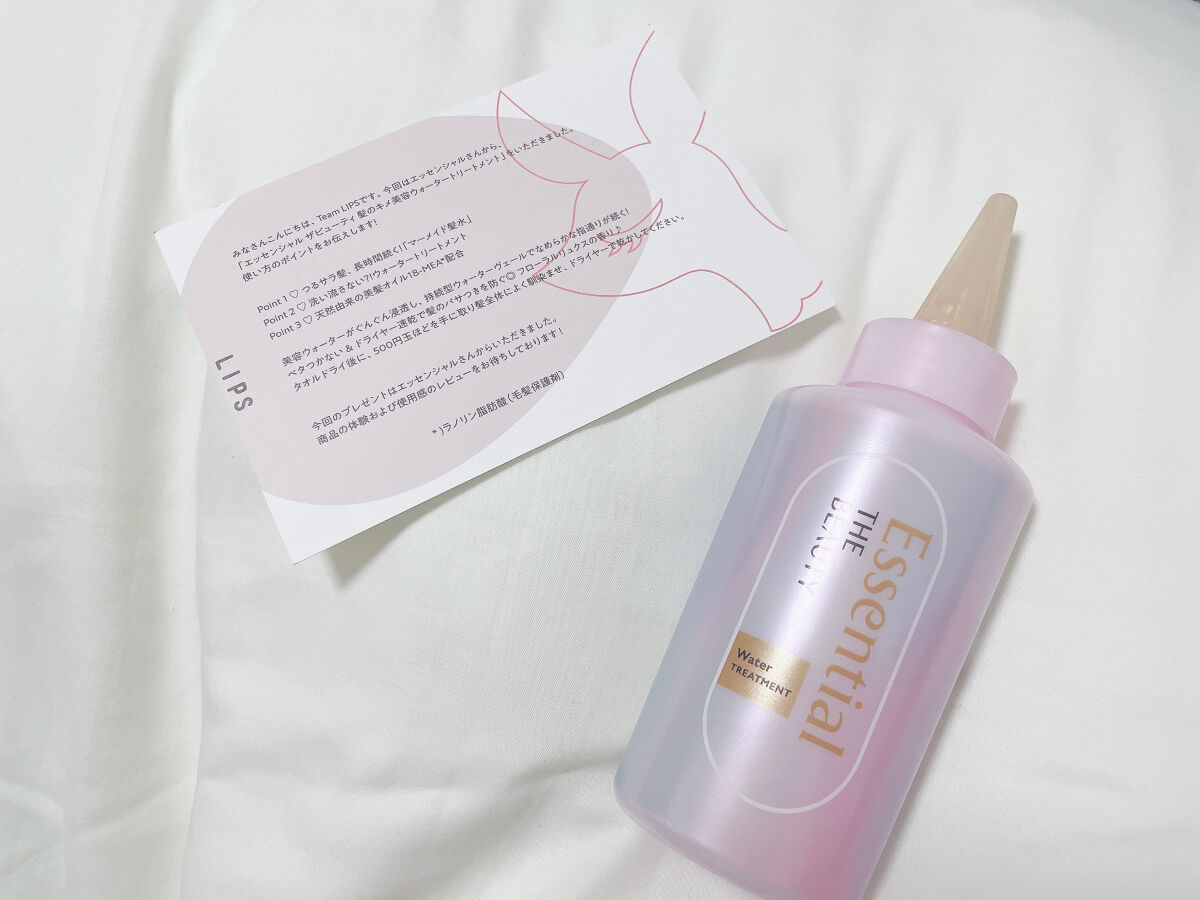 みなさんこんにちは、Team LIPSです。今回はエッセンシャルさんから、
「エッセンシャル ザビューティ 髪のキメ美容ウォータートリートメント」をいただきました。
使い方のポイントをお伝えします!
Point 1 ♡ つるサラ髪、長時間続く!「マーメイド髪水」
Point 2 ♡ 洗い流さない?!ウォータートリートメント
Point 3 ♡ 天然由来の美髪オイル18-MEA*配合
美容ウォーターがぐんぐん浸透し、持続型ウォーターヴェールでなめらかな指通りが続く!
ベタつかない & ドライヤー速乾で髪のパサつきを防ぐ◎ フローラルリュクスの香り♪
タオルドライ後に、500円玉ほどを手に取り髪全体によく馴染ませ、ドライヤーで乾かしてください。
今回のプレゼントはエッセンシャルさんからいただきました。
商品の体験および使用感のレビューをお待ちしております!
*)ラノリン脂肪酸(毛髪保護剤)
LIPS
Essential
THE
BEAUTY
Water
TREATMENT